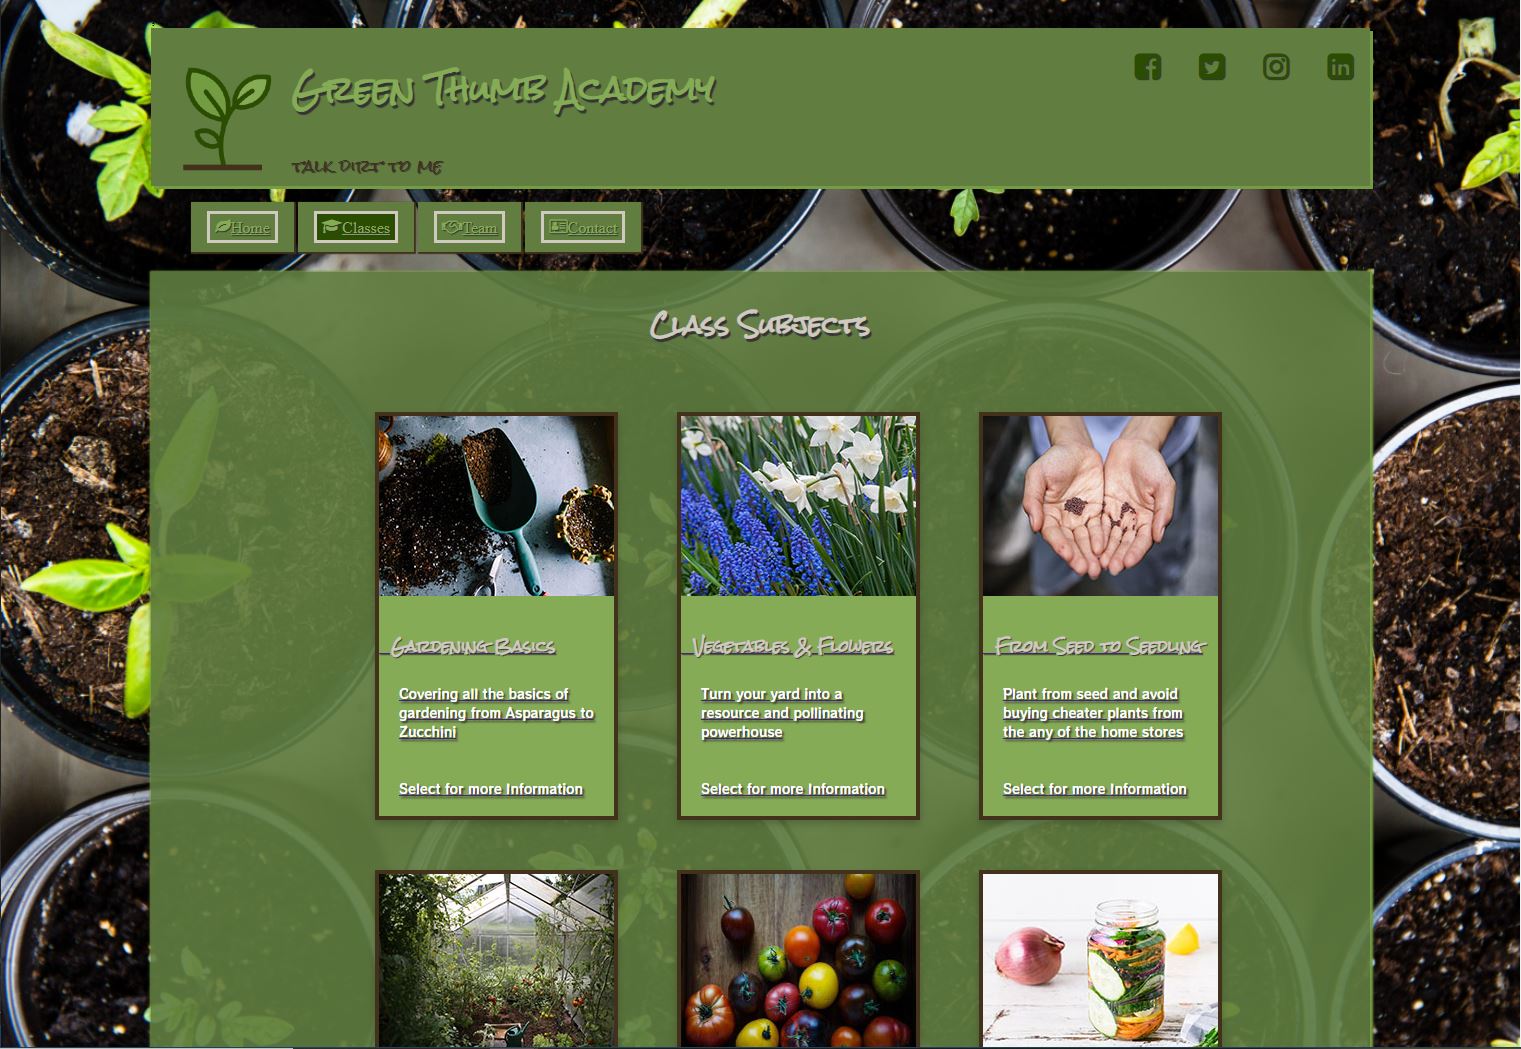 Green Thumb Academy
Talk Dirt to Me
Home
Classes
Team
Contact
Class Subjects
Gardening Basics
Covering all the basics of
gardening from Asparagus to
Zucchini
Select for more Information
Vegetables & Flowers
Turn your yard into a
resource and pollinating
powerhouse
Select for more Information
From Seed to Seedling
Plant from seed and avoid
buying cheater plants from
the any of the home stores
Select for more Information